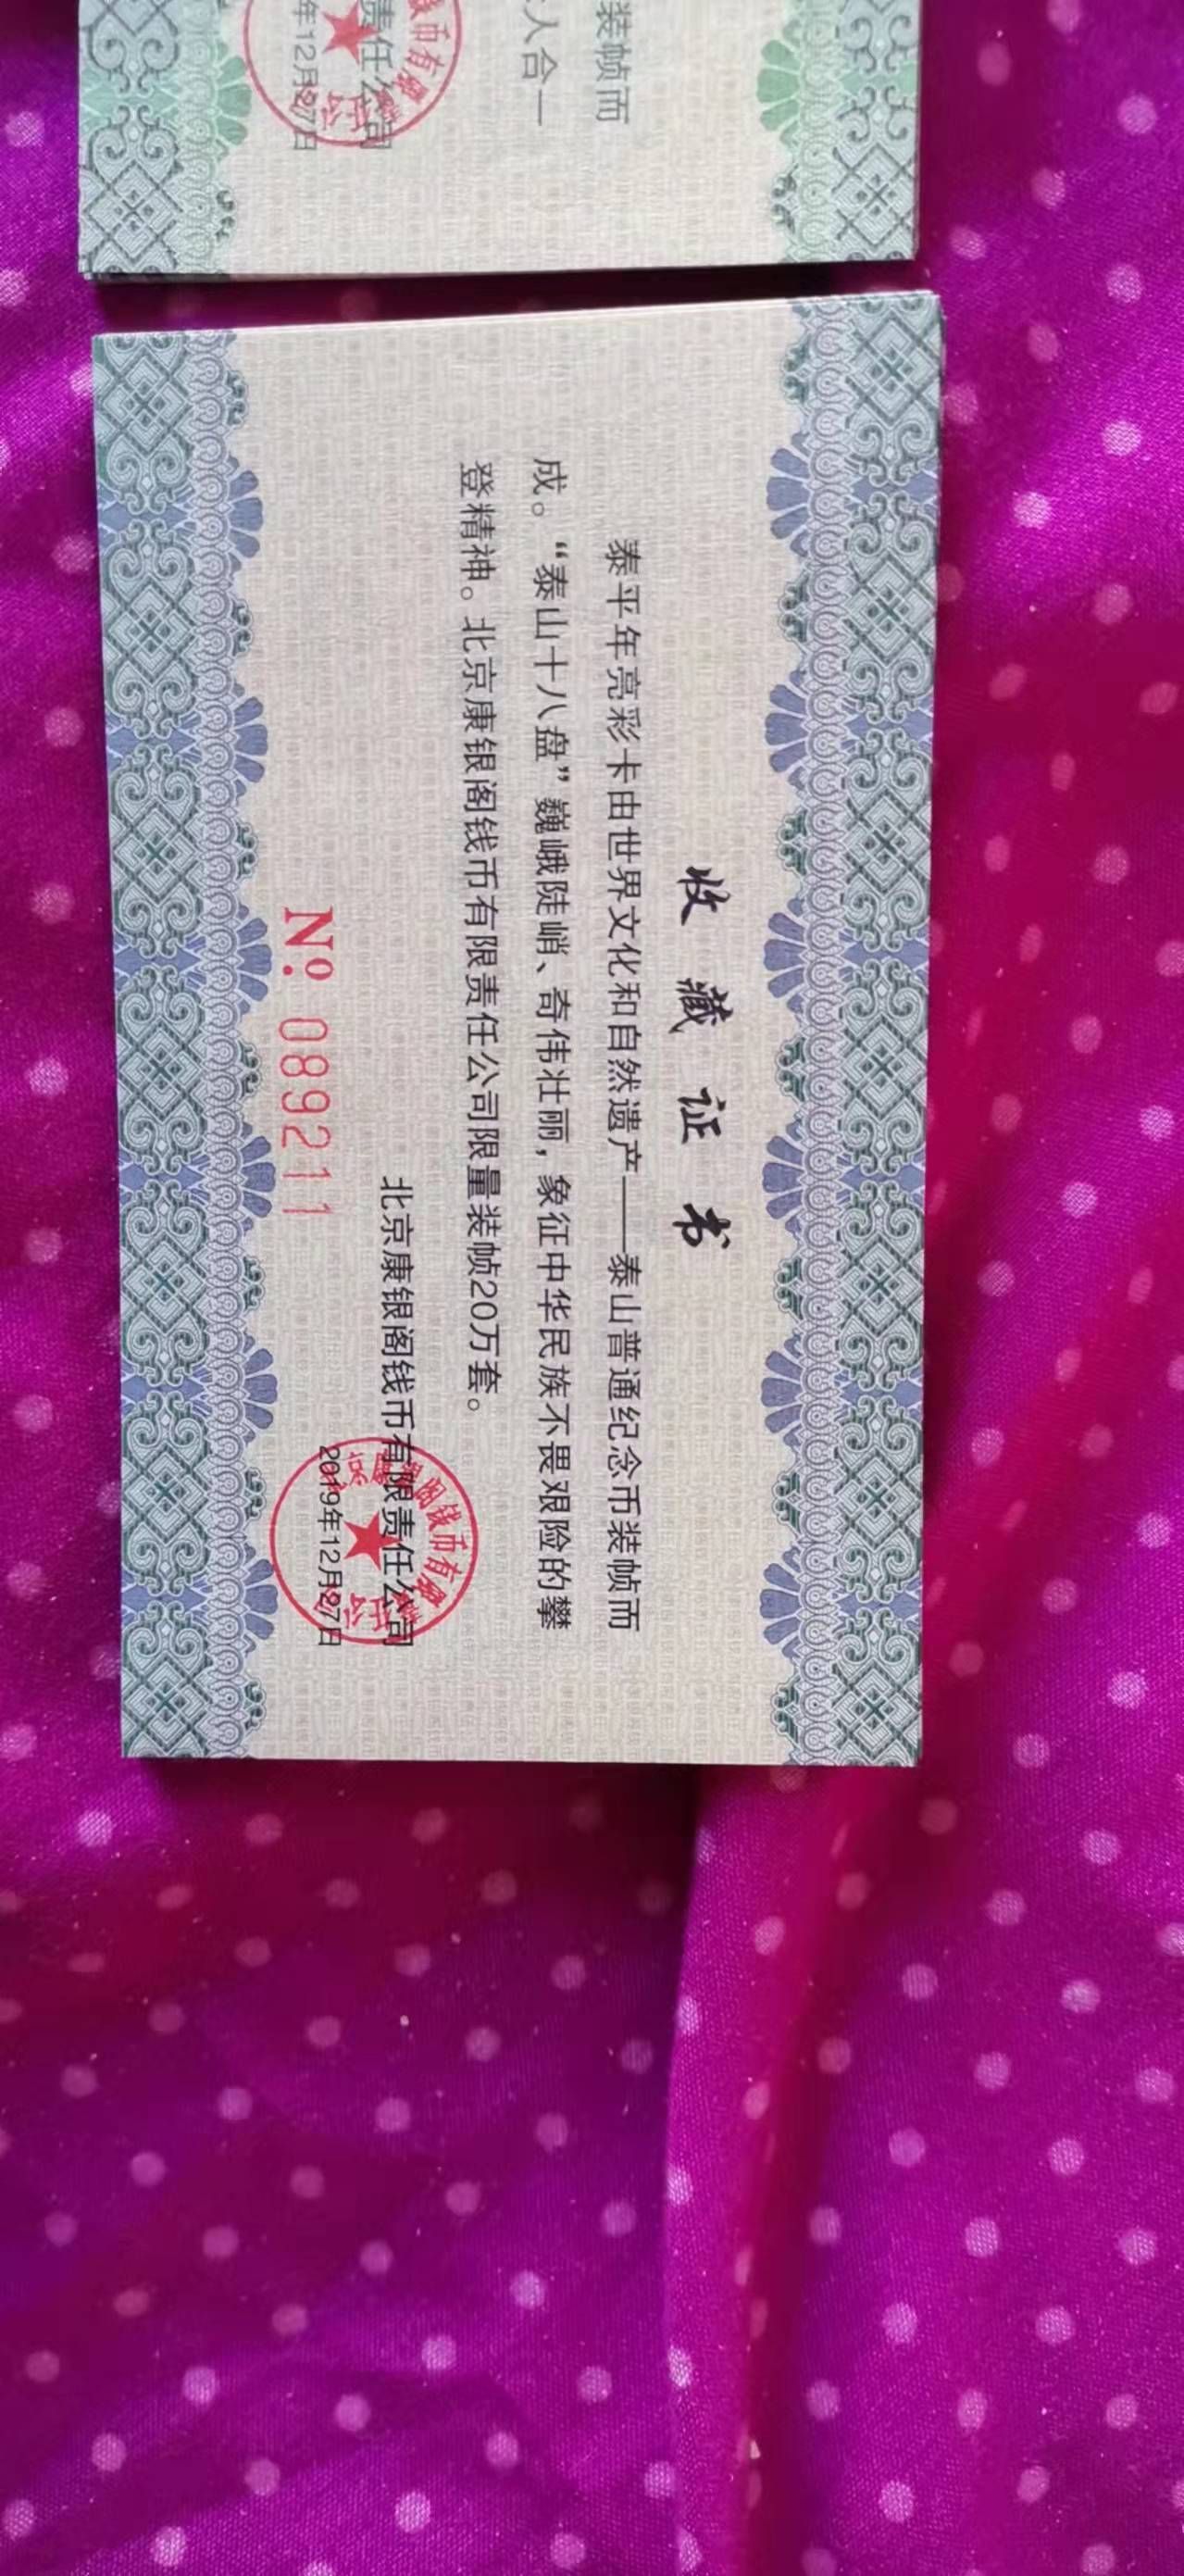 装帧而
人合一
责任公司
年12月27日
收藏证书
泰平年亮彩卡由世界文化和自然遗产——泰山普通纪念币装帧而
成。“泰山十八盘”巍峨陡峭、奇伟壮丽，象征中华民族不畏艰险的攀
登精神。北京康银阁钱币有限责任公司限量装帧20万套。
北京康银阁钱币有限责任公司
2019年12月27日
Nº. 089211